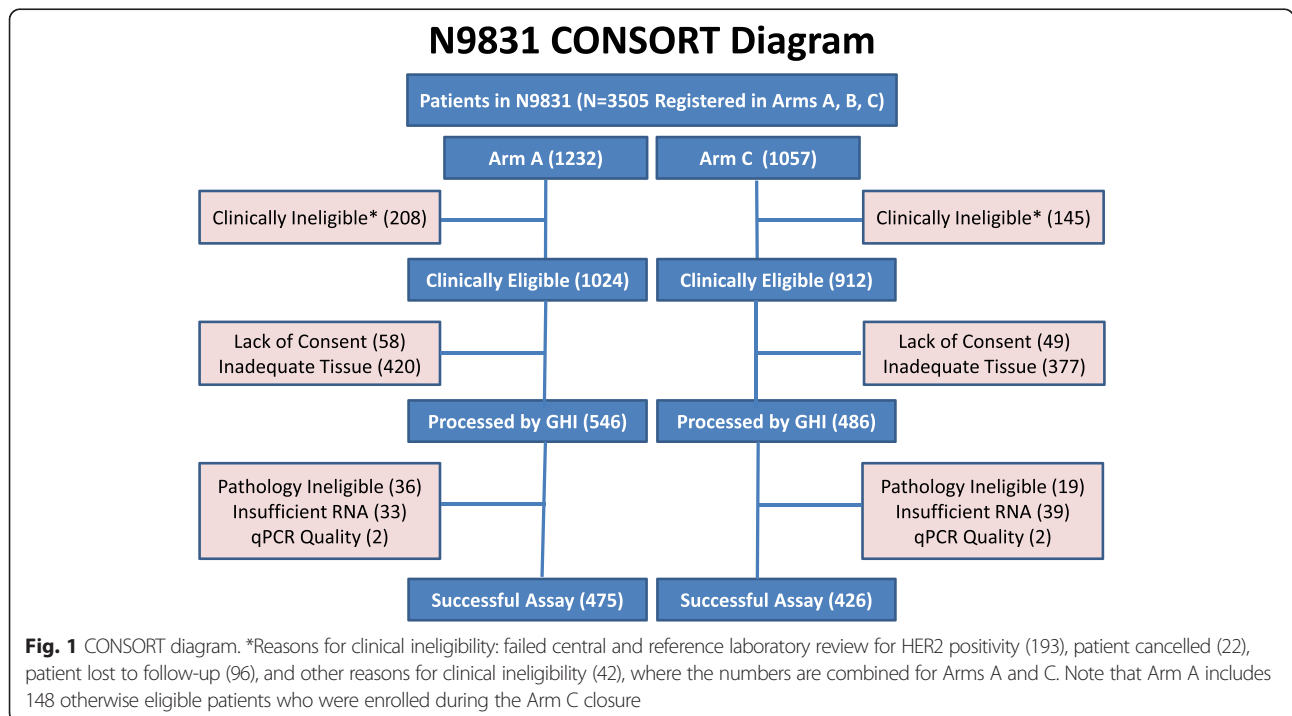 N9831 CONSORT Diagram
Patients in N9831 (N=3505 Registered in Arms A, B, C)
Arm A (1232)
Arm C (1057)
Clinically Ineligible* (208)
Clinically Ineligible* (145)
Clinically Eligible (1024)
Clinically Eligible (912)
Lack of Consent (58)
Inadequate Tissue (420)
Lack of Consent (49)
Inadequate Tissue (377)
Processed by GHI (546)
Processed by GHI (486)
Pathology Ineligible (36)
Insufficient RNA (33)
qPCR Quality (2)
Pathology Ineligible (19)
Insufficient RNA (39)
qPCR Quality (2)
Successful Assay (475)
Successful Assay (426)
Fig. 1 CONSORT diagram. *Reasons for clinical ineligibility: failed central and reference laboratory review for HER2 positivity (193), patient cancelled (22),
patient lost to follow-up (96), and other reasons for clinical ineligibility (42), where the numbers are combined for Arms A and C. Note that Arm A includes
148 otherwise eligible patients who were enrolled during the Arm C closure